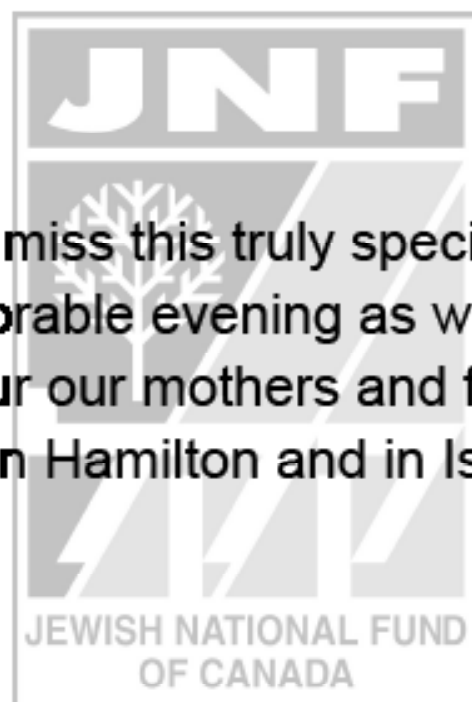 JNF
miss this truly speci
orable evening as w
ur our mothers and f
n Hamilton and in Is
JEWISH NATIONAL FUND
OF CANADA